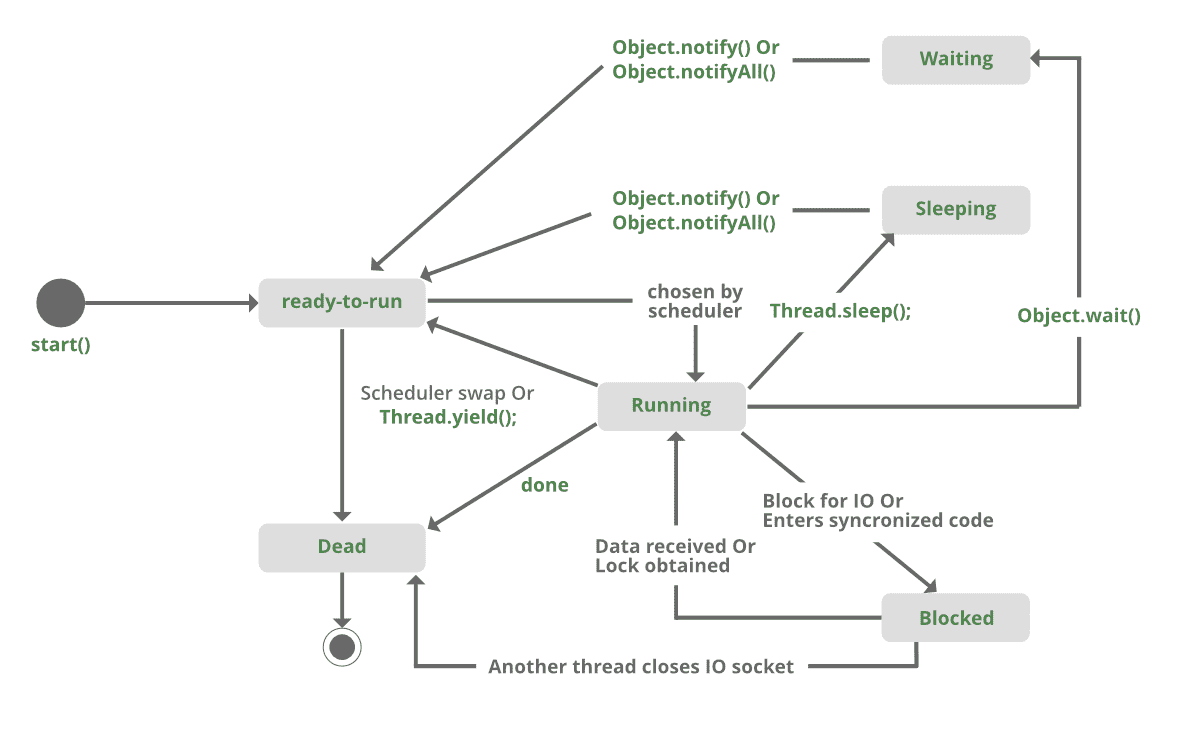 Object.notify() Or
Object.notifyAll()
Waiting
Object.notify() Or
Object.notifyAll()
Sleeping
ready-to-run
chosen by
scheduler
Thread.sleep();
Object.wait()
start()
Scheduler swap Or
Thread.yield();
Running
done
Block for IO Or
Enters syncronized code
Data received Or
Lock obtained
Dead
Blocked
Another thread closes IO socket